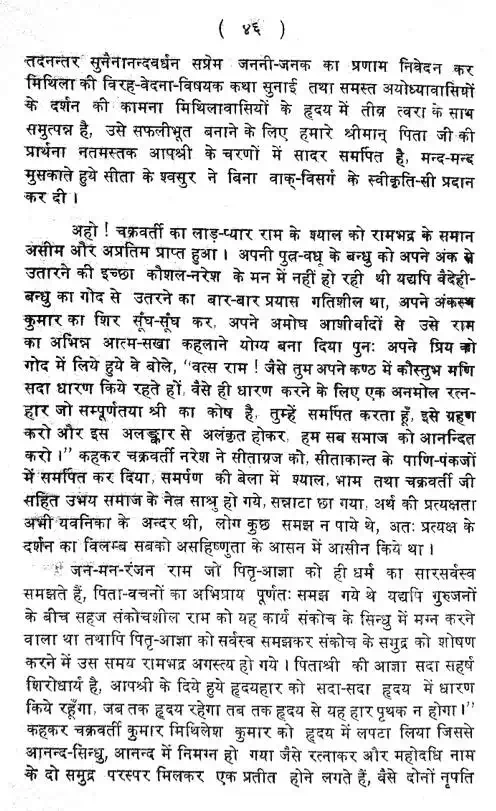 ( ४६ )
तदनन्तर सुनैनानन्दवर्धन सप्रेम जननी-जनक का प्रणाम निवेदन कर
मिथिला की विरह-वेदना-विषयक कथा सुनाई तथा समस्त अयोध्यावासियों
के दर्शन की कामना मिथिलावासियों के हृदय में तीव्र त्वरा के साथ
समुत्पन्न है, उसे सफलीभूत बनाने के लिए हमारे श्रीमान् पिता जी की
प्रार्थना नतमस्तक आपश्री के चरणों में सादर समर्पित है, मन्द-मन्द
मुसकाते हुये सीता के श्वसुर ने बिना वाक्-विसर्ग के स्वीकृति-सी प्रदान
कर दी ।
अहो ! चक्रवर्ती का लाड़-प्यार राम के श्याल को रामभद्र के समान
असीम और अप्रतिम प्राप्त हुआ । अपनी पुत्र-वधू के बन्धु को अपने अंक से
उतारने की इच्छा कौशल-नरेश के मन में नहीं हो रही थी यद्यपि वैदेही-
बन्धु का गोद से उतरने का बार-बार प्रयास गतिशील था, अपने अंकस्थ
कुमार का शिर सूँघ-सूँघ कर, अपने अमोघ आशीर्वादों से उसे राम
का अभिन्न आत्म-सखा कहलाने योग्य बना दिया पुनः अपने प्रिय को
गोद में लिये हुये वे बोले, "वत्स राम ! जैसे तुम अपने कण्ठ में कौस्तुभ मणि
सदा धारण किये रहते हों, वैसे ही धारण करने के लिए एक अनमोल रत्न-
हार जो सम्पूर्णतया श्री का कोष है, तुम्हें समर्पित करता हूँ, इसे ग्रहण
करो और इस अलङ्कार से अलंकृत होकर, हम सब समाज को आनन्दित
करो ।" कहकर चक्रवर्ती नरेश ने सीताग्रज को, सीताकान्त के पाणि-पंकजों
में समर्पित कर दिया, समर्पण की बेला में श्याल, भाम तथा चक्रवर्ती जी
सहित उभय समाज के नेत्र साश्रु हो गये, सन्नाटा छा गया, अर्थ की प्रत्यक्षता
अभी यवनिका के अन्दर थी, लोग कुछ समझ न पाये थे, अतः प्रत्यक्ष के
दर्शन का विलम्ब सबको असहिष्णुता के आसन में आसीन किये था ।
जन-मन-रंजन राम जो पितृ-आज्ञा को ही धर्म का सारसर्वस्व
समझते हैं, पिता-वचनों का अभिप्राय पूर्णतः समझ गये थे यद्यपि गुरुजनों
के बीच सहज संकोचशील राम को यह कार्य संकोच के सिन्धु में मग्न करने
वाला था तथापि पितृ-आज्ञा को सर्वस्व समझकर संकोच के समुद्र को शोषण
करने में उस समय रामभद्र अगस्त्य हो गये । पिताश्री की आज्ञा सदा सहर्ष
शिरोधार्य है, आपश्री के दिये हुये हृदयहार को सदा-सदा हृदय में धारण
किये रहूँगा, जब तक हृदय रहेगा तब तक हृदय से यह हार पृथक न होगा ।"
कहकर चक्रवर्ती कुमार मिथिलेश कुमार को हृदय में लपटा लिया जिससे
आनन्द-सिन्धु, आनन्द में निमग्न हो गया जैसे रत्नाकर और महोदधि नाम
के दो समुद्र परस्पर मिलकर एक प्रतीत होने लगते हैं, वैसे दोनों नृपति